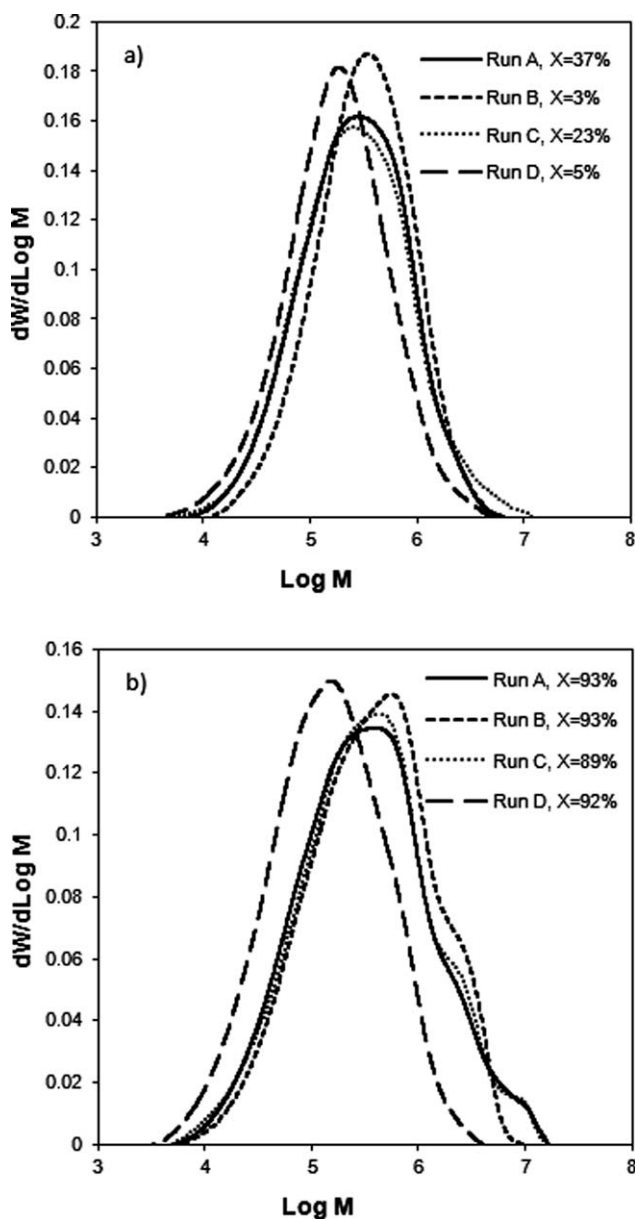 a)
Run A, X=37%
Run B, X=3%
Run C, X=23%
Run D, X=5%
dW/dLog M
0.2
0.18
0.16
0.14
0.12
0.1
0.08
0.06
0.04
0.02
0
3 4 5 6 7 8
Log M
b)
Run A, X=93%
Run B, X=93%
Run C, X=89%
Run D, X=92%
dW/dLog M
0.16
0.14
0.12
0.1
0.08
0.06
0.04
0.02
0
3 4 5 6 7 8
Log M